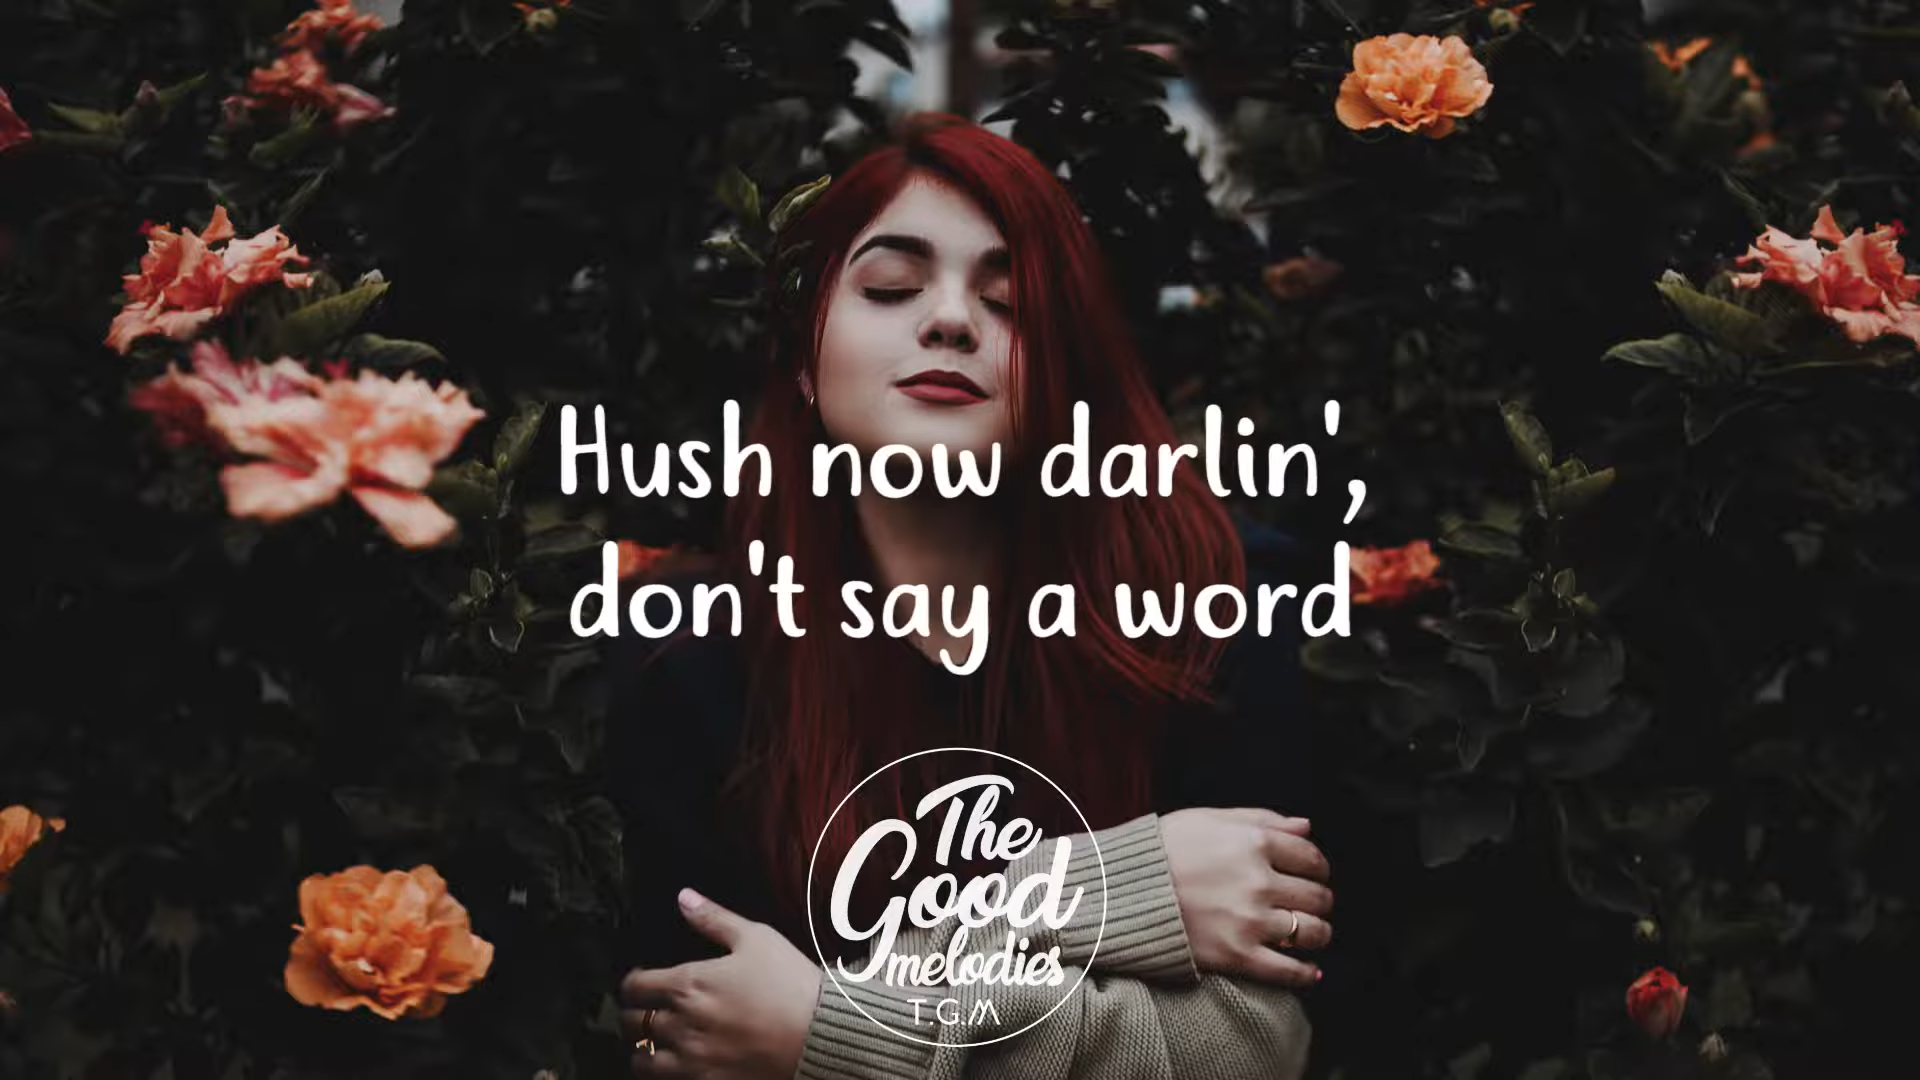 Hush now darlin',
don't say a word
The
Good
melodies
T.G.M